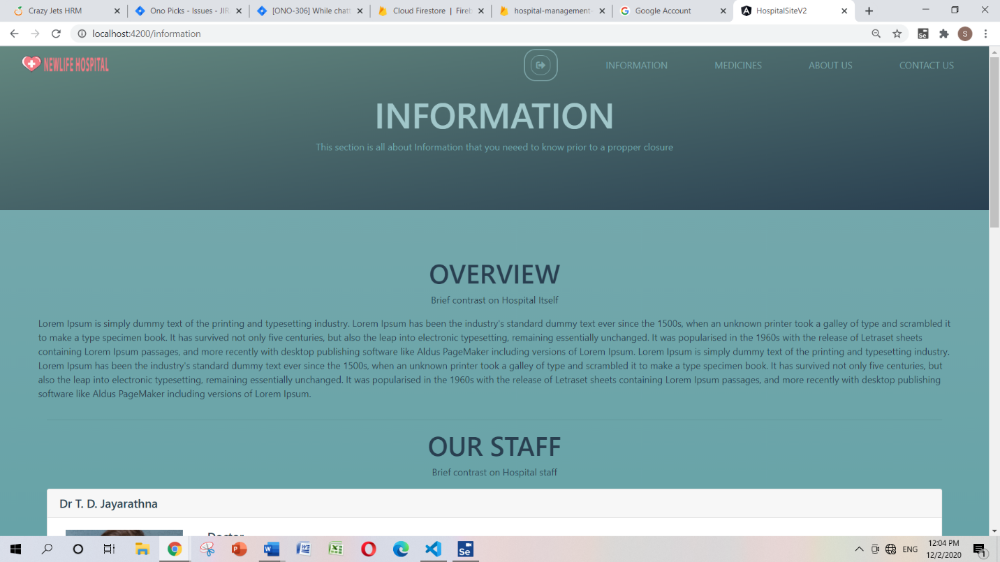 Crazy Jets HRM
Ono Picks - Issues - JIR
[ONO-306] While chatt
Cloud Firestore | Fireb
hospital-management-
Google Account
HospitalSiteV2
localhost:4200/information
Se
S
NEWLIFE HOSPITAL
INFORMATION
MEDICINES
ABOUT US
CONTACT US
INFORMATION
This section is all about Information that you neeed to know prior to a propper closure
OVERVIEW
Brief contrast on Hospital Itself
Lorem Ipsum is simply dummy text of the printing and typesetting industry. Lorem Ipsum has been the industry's standard dummy text ever since the 1500s, when an unknown printer took a galley of type and scrambled it
to make a type specimen book. It has survived not only five centuries, but also the leap into electronic typesetting, remaining essentially unchanged. It was popularised in the 1960s with the release of Letraset sheets
containing Lorem Ipsum passages, and more recently with desktop publishing software like Aldus PageMaker including versions of Lorem Ipsum. Lorem Ipsum is simply dummy text of the printing and typesetting industry.
Lorem Ipsum has been the industry's standard dummy text ever since the 1500s, when an unknown printer took a galley of type and scrambled it to make a type specimen book. It has survived not only five centuries, but
also the leap into electronic typesetting, remaining essentially unchanged. It was popularised in the 1960s with the release of Letraset sheets containing Lorem Ipsum passages, and more recently with desktop publishing
software like Aldus PageMaker including versions of Lorem Ipsum.
OUR STAFF
Brief contrast on Hospital staff
Dr T. D. Jayarathna
Doctor
Se
ENG
12:04 PM
12/2/2020
1